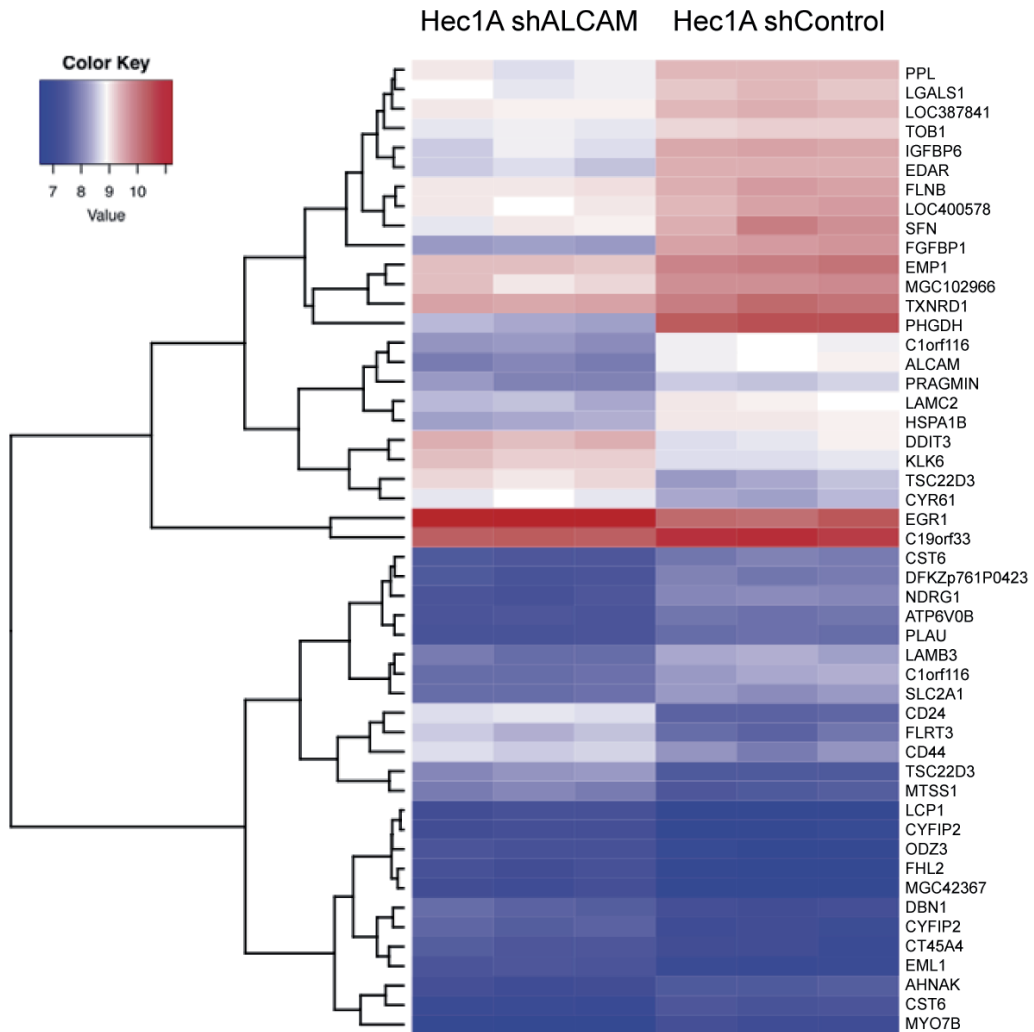 Hec1A shALCAM Hec1A shControl
Color Key
7 8 9 10
Value
PPL
LGALS1
LOC387841
TOB1
IGFBP6
EDAR
FLNB
LOC400578
SFN
FGFBP1
EMP1
MGC102966
TXNRD1
PHGDH
C1orf116
ALCAM
PRAGMIN
LAMC2
HSPA1B
DDIT3
KLK6
TSC22D3
CYR61
EGR1
C19orf33
CST6
DFKZp761P0423
NDRG1
ATP6V0B
PLAU
LAMB3
C1orf116
SLC2A1
CD24
FLRT3
CD44
TSC22D3
MTSS1
LCP1
CYFIP2
ODZ3
FHL2
MGC42367
DBN1
CYFIP2
CT45A4
EML1
AHNAK
CST6
MYO7B